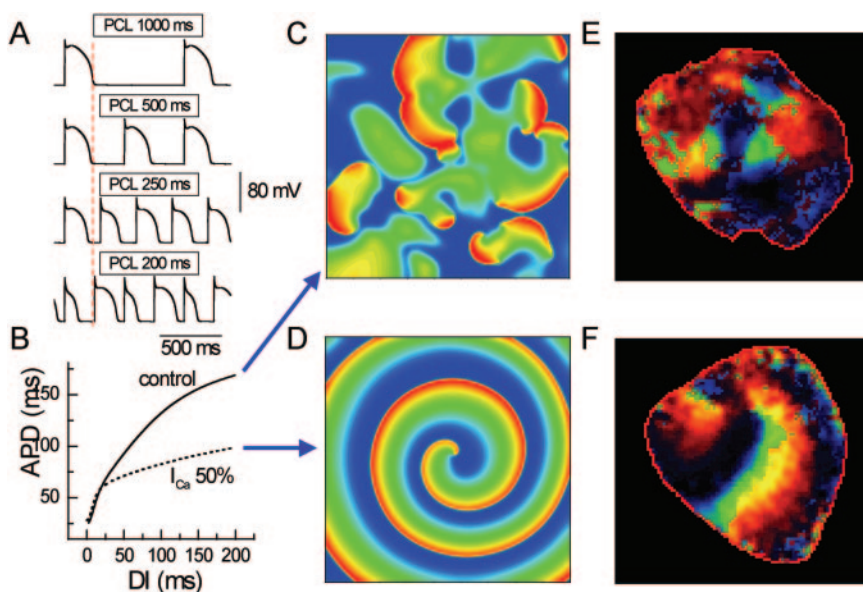 A
PCL 1000 ms
PCL 500 ms
PCL 250 ms
80 mV
PCL 200 ms
500 ms
B
APD (ms)
150
100
50
control
I_Ca 50%
0 50 100 150 200
DI (ms)
C
D
E
F